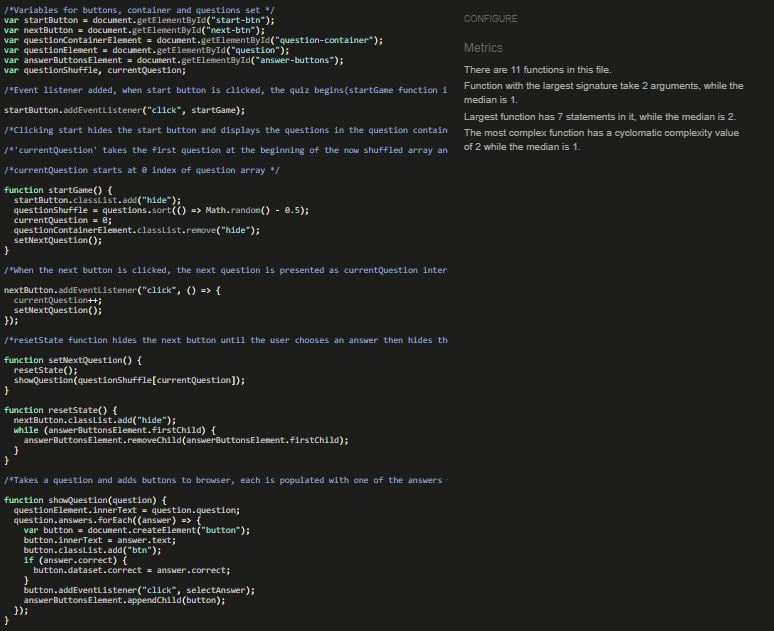 /*Variables for buttons, container and questions set */
var startButton = document.getElementById("start-btn");
var nextButton = document.getElementById("next-btn");
var questionContainerElement = document.getElementById("question-container");
var questionElement = document.getElementById("question");
var answerButtonsElement = document.getElementById("answer-buttons");
var questionShuffle, currentQuestion;
/*Event listener added, when start button is clicked, the quiz begins(startGame function i
startButton.addEventListener("click", startGame);
/*Clicking start hides the start button and displays the questions in the question contain
/*'currentQuestion' takes the first question at the beginning of the now shuffled array an
/*currentQuestion starts at 0 index of question array */
function startGame() {
  startButton.classList.add("hide");
  questionShuffle = questions.sort(() => Math.random() - 0.5);
  currentQuestion = 0;
  questionContainerElement.classList.remove("hide");
  setNextQuestion();
}
/*When the next button is clicked, the next question is presented as currentQuestion inter
nextButton.addEventListener("click", () => {
  currentQuestion++;
  setNextQuestion();
});
/*resetState function hides the next button until the user chooses an answer then hides th
function setNextQuestion() {
  resetState();
  showQuestion(questionShuffle[currentQuestion]);
}
function resetState() {
  nextButton.classList.add("hide");
  while (answerButtonsElement.firstChild) {
    answerButtonsElement.removeChild(answerButtonsElement.firstChild);
  }
}
/*Takes a question and adds buttons to browser, each is populated with one of the answers
function showQuestion(question) {
  questionElement.innerText = question.question;
  question.answers.forEach((answer) => {
    var button = document.createElement("button");
    button.innerText = answer.text;
    button.classList.add("btn");
    if (answer.correct) {
      button.dataset.correct = answer.correct;
    }
    button.addEventListener("click", selectAnswer);
    answerButtonsElement.appendChild(button);
  });
}
CONFIGURE
Metrics
There are 11 functions in this file.
Function with the largest signature take 2 arguments, while the
median is 1.
Largest function has 7 statements in it, while the median is 2.
The most complex function has a cyclomatic complexity value
of 2 while the median is 1.